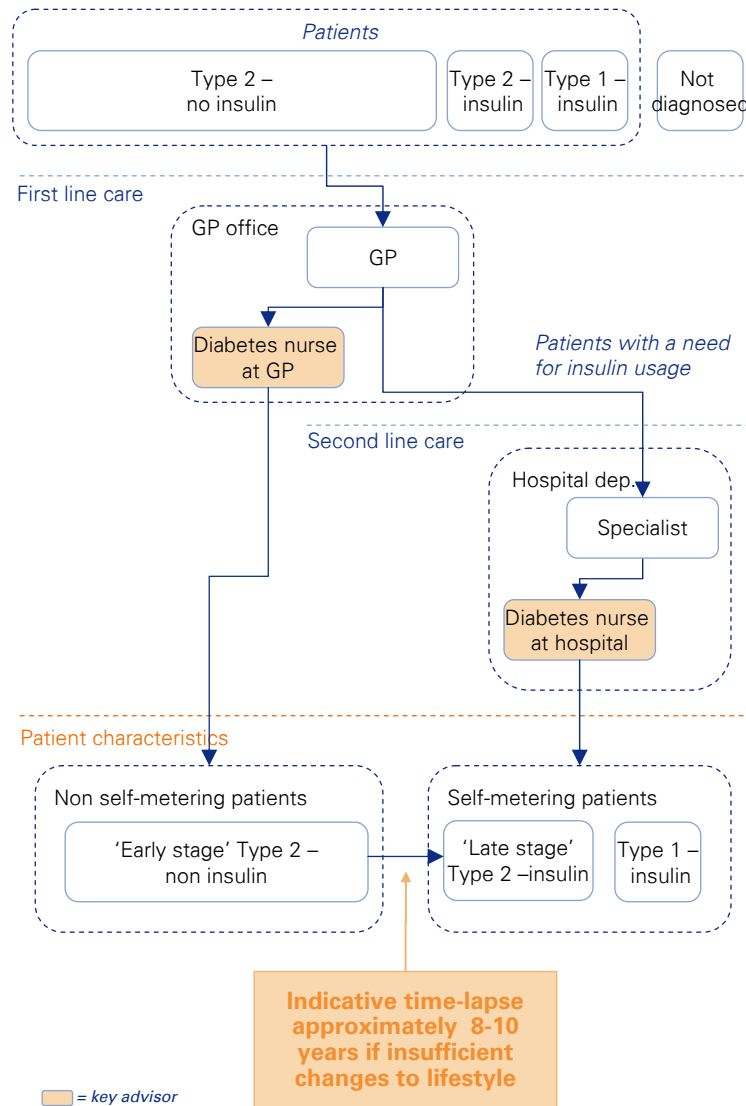 Patients
Type 2 –
no insulin
Type 2 –
insulin
Type 1 –
insulin
Not
diagnosed
First line care
GP office
GP
Diabetes nurse
at GP
Patients with a need
for insulin usage
Second line care
Hospital dep.
Specialist
Diabetes nurse
at hospital
Patient characteristics
Non self-metering patients
'Early stage' Type 2 –
non insulin
Self-metering patients
'Late stage'
Type 2 –insulin
Type 1 –
insulin
Indicative time-lapse
approximately 8-10
years if insufficient
changes to lifestyle
= key advisor